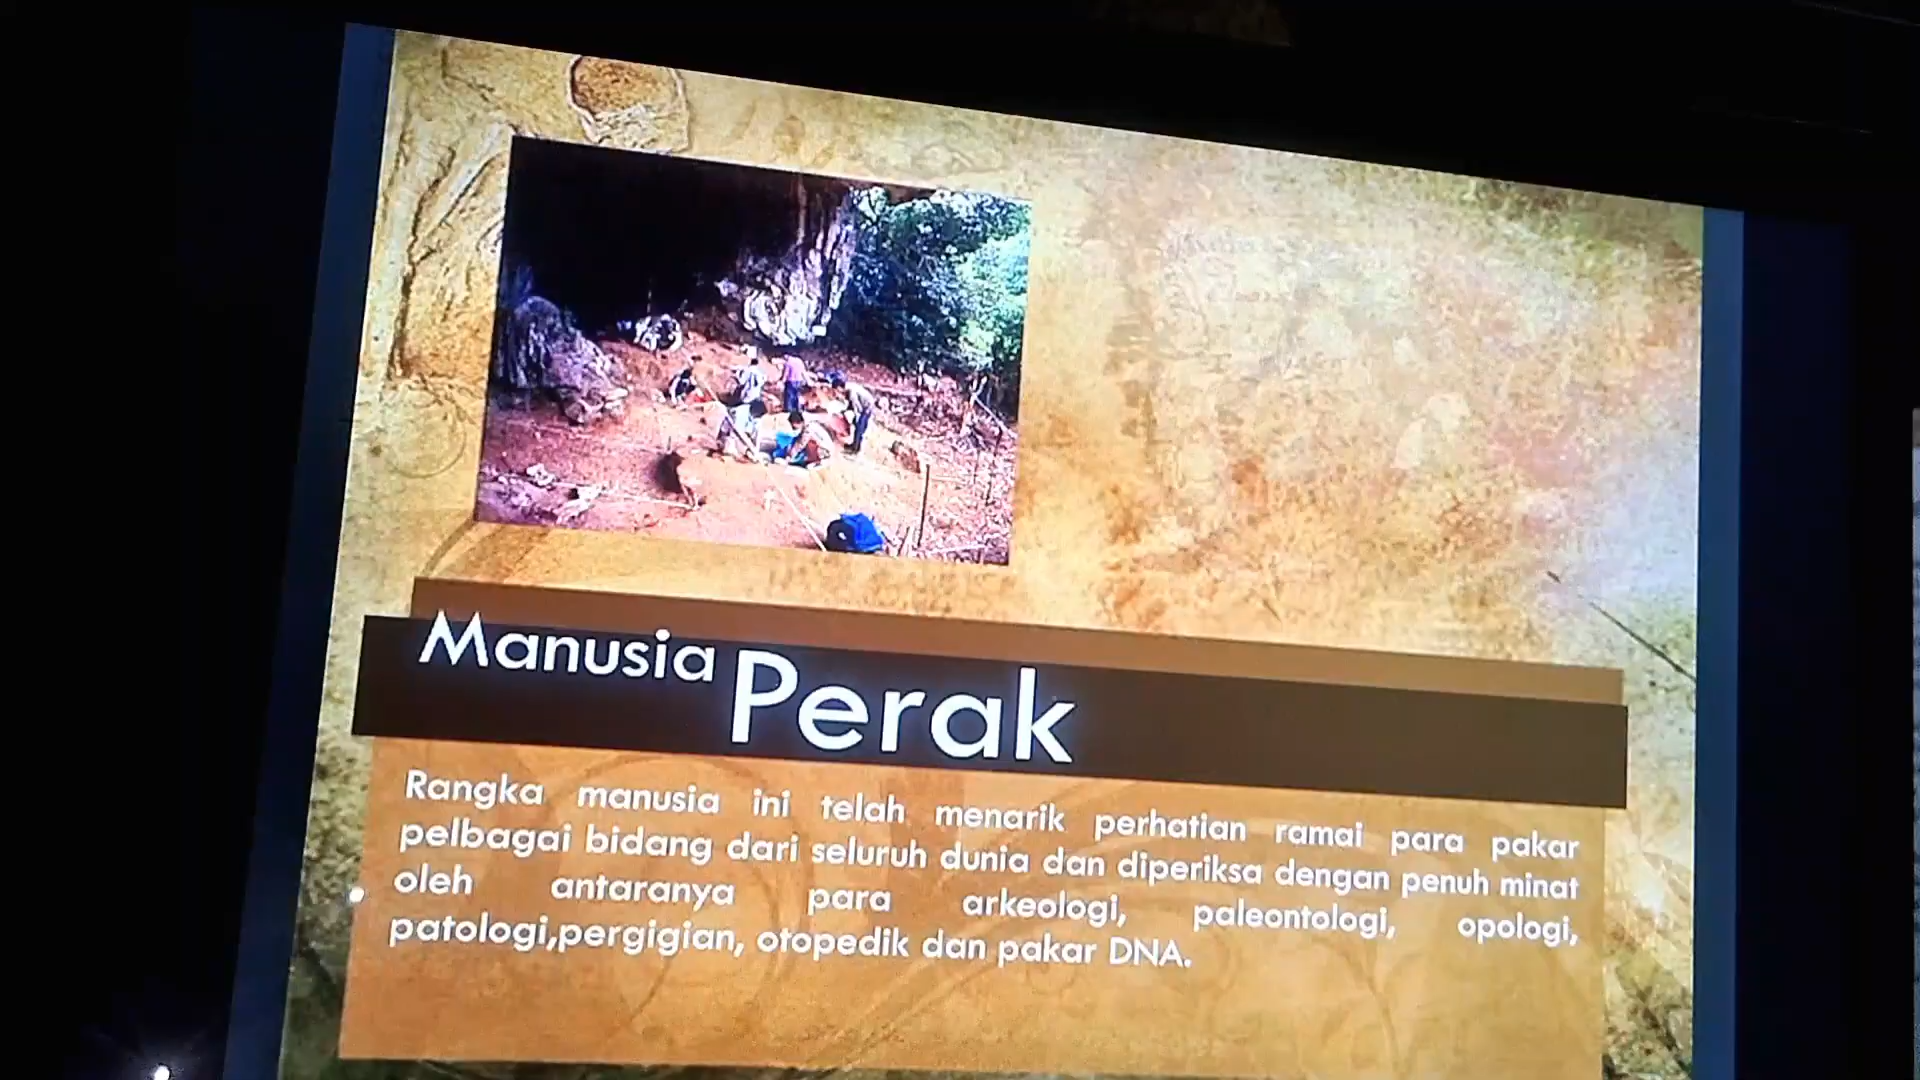 Manusia Perak
Rangka manusia ini telah menarik perhatian ramai para pakar
pelbagai bidang dari seluruh dunia dan diperiksa dengan penuh minat
oleh antaranya para arkeologi, paleontologi, opologi,
patologi,pergigian, otopedik dan pakar DNA.